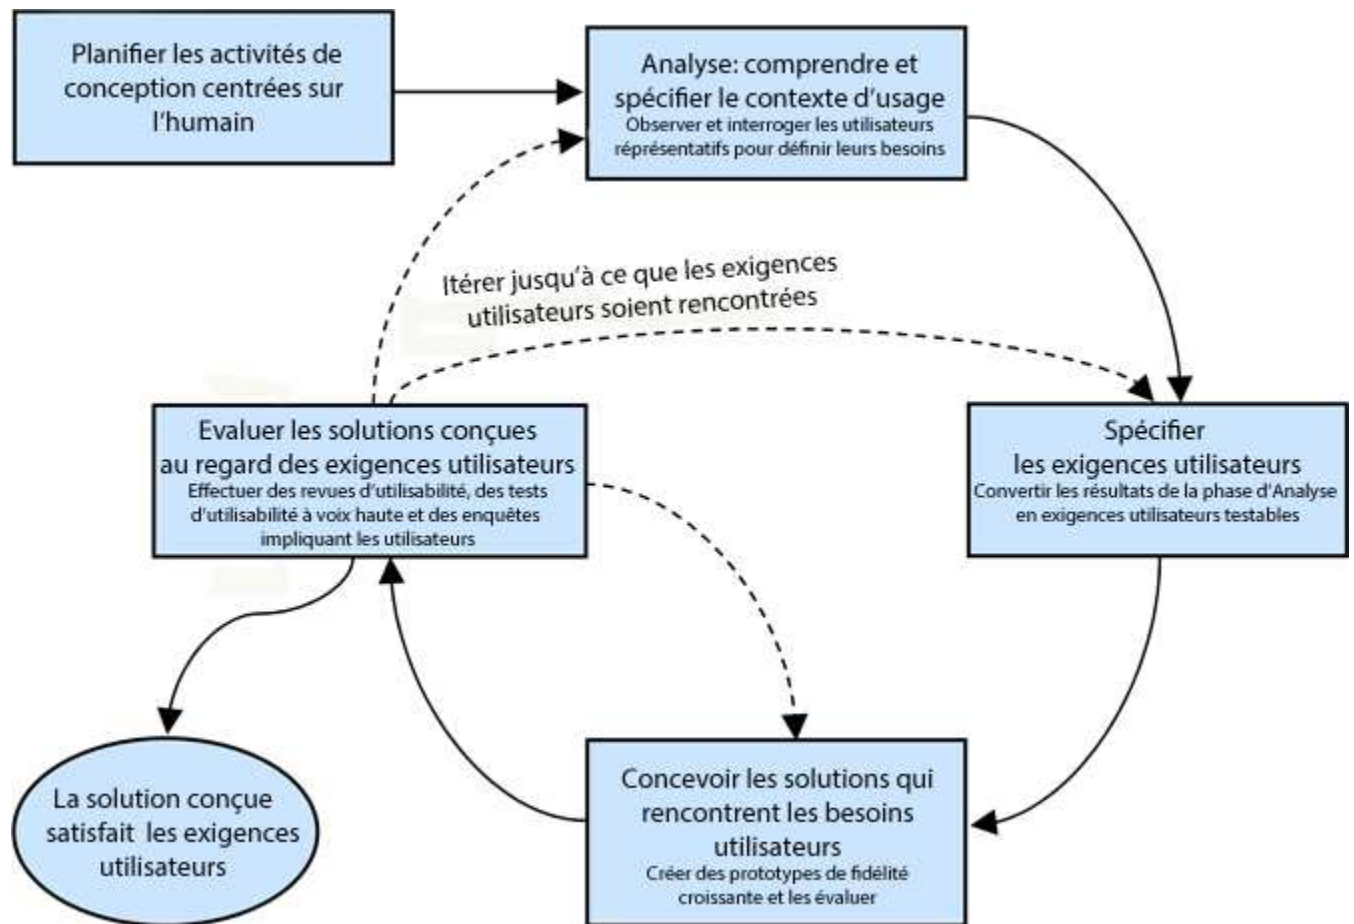 Planifier les activités de
conception centrées sur
l'humain
Analyse: comprendre et
spécifier le contexte d'usage
Observer et interroger les utilisateurs
réprésentatifs pour définir leurs besoins
Itérer jusqu'à ce que les exigences
utilisateurs soient rencontrées
Evaluer les solutions conçues
au regard des exigences utilisateurs
Effectuer des revues d'utilisabilité, des tests
d'utilisabilité à voix haute et des enquêtes
impliquant les utilisateurs
Spécifier
les exigences utilisateurs
Convertir les résultats de la phase d'Analyse
en exigences utilisateurs testables
La solution conçue
satisfait les exigences
utilisateurs
Concevoir les solutions qui
rencontrent les besoins
utilisateurs
Créer des prototypes de fidélité
croissante et les évaluer